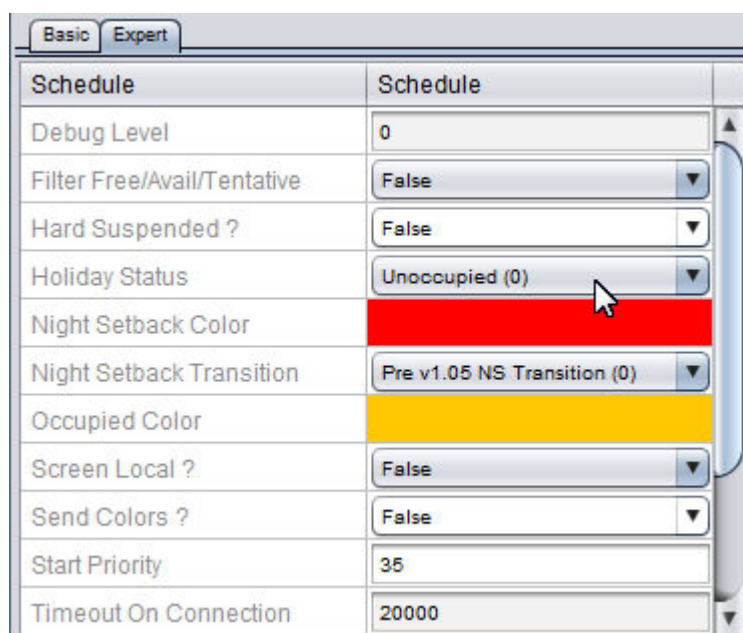 Basic Expert
Schedule Schedule
Debug Level 0
Filter Free/Avail/Tentative False
Hard Suspended ? False
Holiday Status Unoccupied (0)
Night Setback Color
Night Setback Transition Pre v1.05 NS Transition (0)
Occupied Color
Screen Local ? False
Send Colors ? False
Start Priority 35
Timeout On Connection 20000